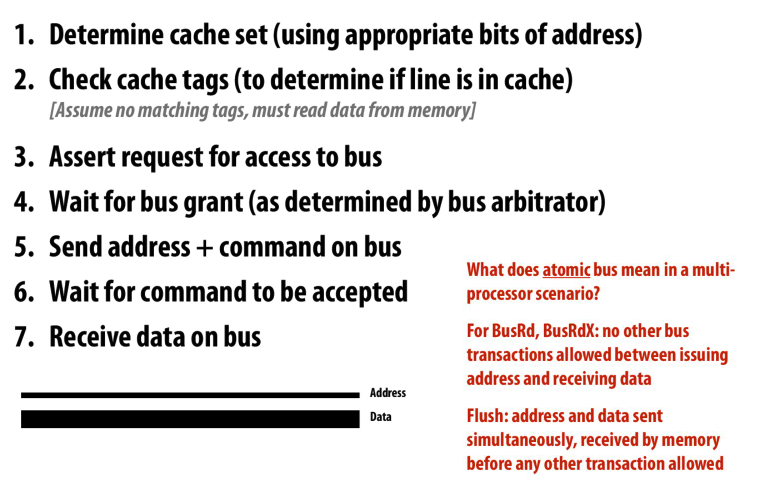 1. Determine cache set (using appropriate bits of address)
2. Check cache tags (to determine if line is in cache)
[Assume no matching tags, must read data from memory]
3. Assert request for access to bus
4. Wait for bus grant (as determined by bus arbitrator)
5. Send address + command on bus
6. Wait for command to be accepted
7. Receive data on bus
Address
Data
What does atomic bus mean in a multi-
processor scenario?
For BusRd, BusRdX: no other bus
transactions allowed between issuing
address and receiving data
Flush: address and data sent
simultaneously, received by memory
before any other transaction allowed